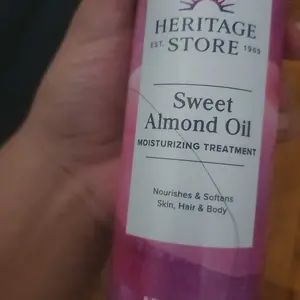 HERITAGE
EST. STORE 1969
Sweet
Almond Oil
MOISTURIZING TREATMENT
Nourishes & Softens
Skin, Hair & Body